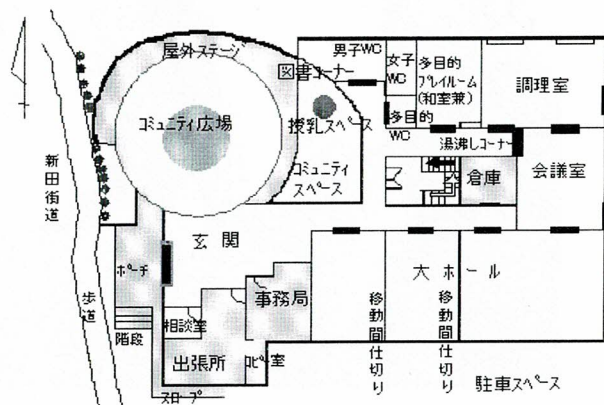 屋外ステージ
男子WC
女子
WC
多目的
プレイルーム
(和室兼)
調理室
図書コーナー
コミュニティ広場
授乳スペース
多目的
WC
湯沸しコーナー
コミュニティ
スペース
倉庫
会議室
新田街道
玄関
ポーチ
大ホール
事務局
移動間仕切り
移動間仕切り
歩道
階段
相談室
出張所
コピー室
スロープ
駐車スペース